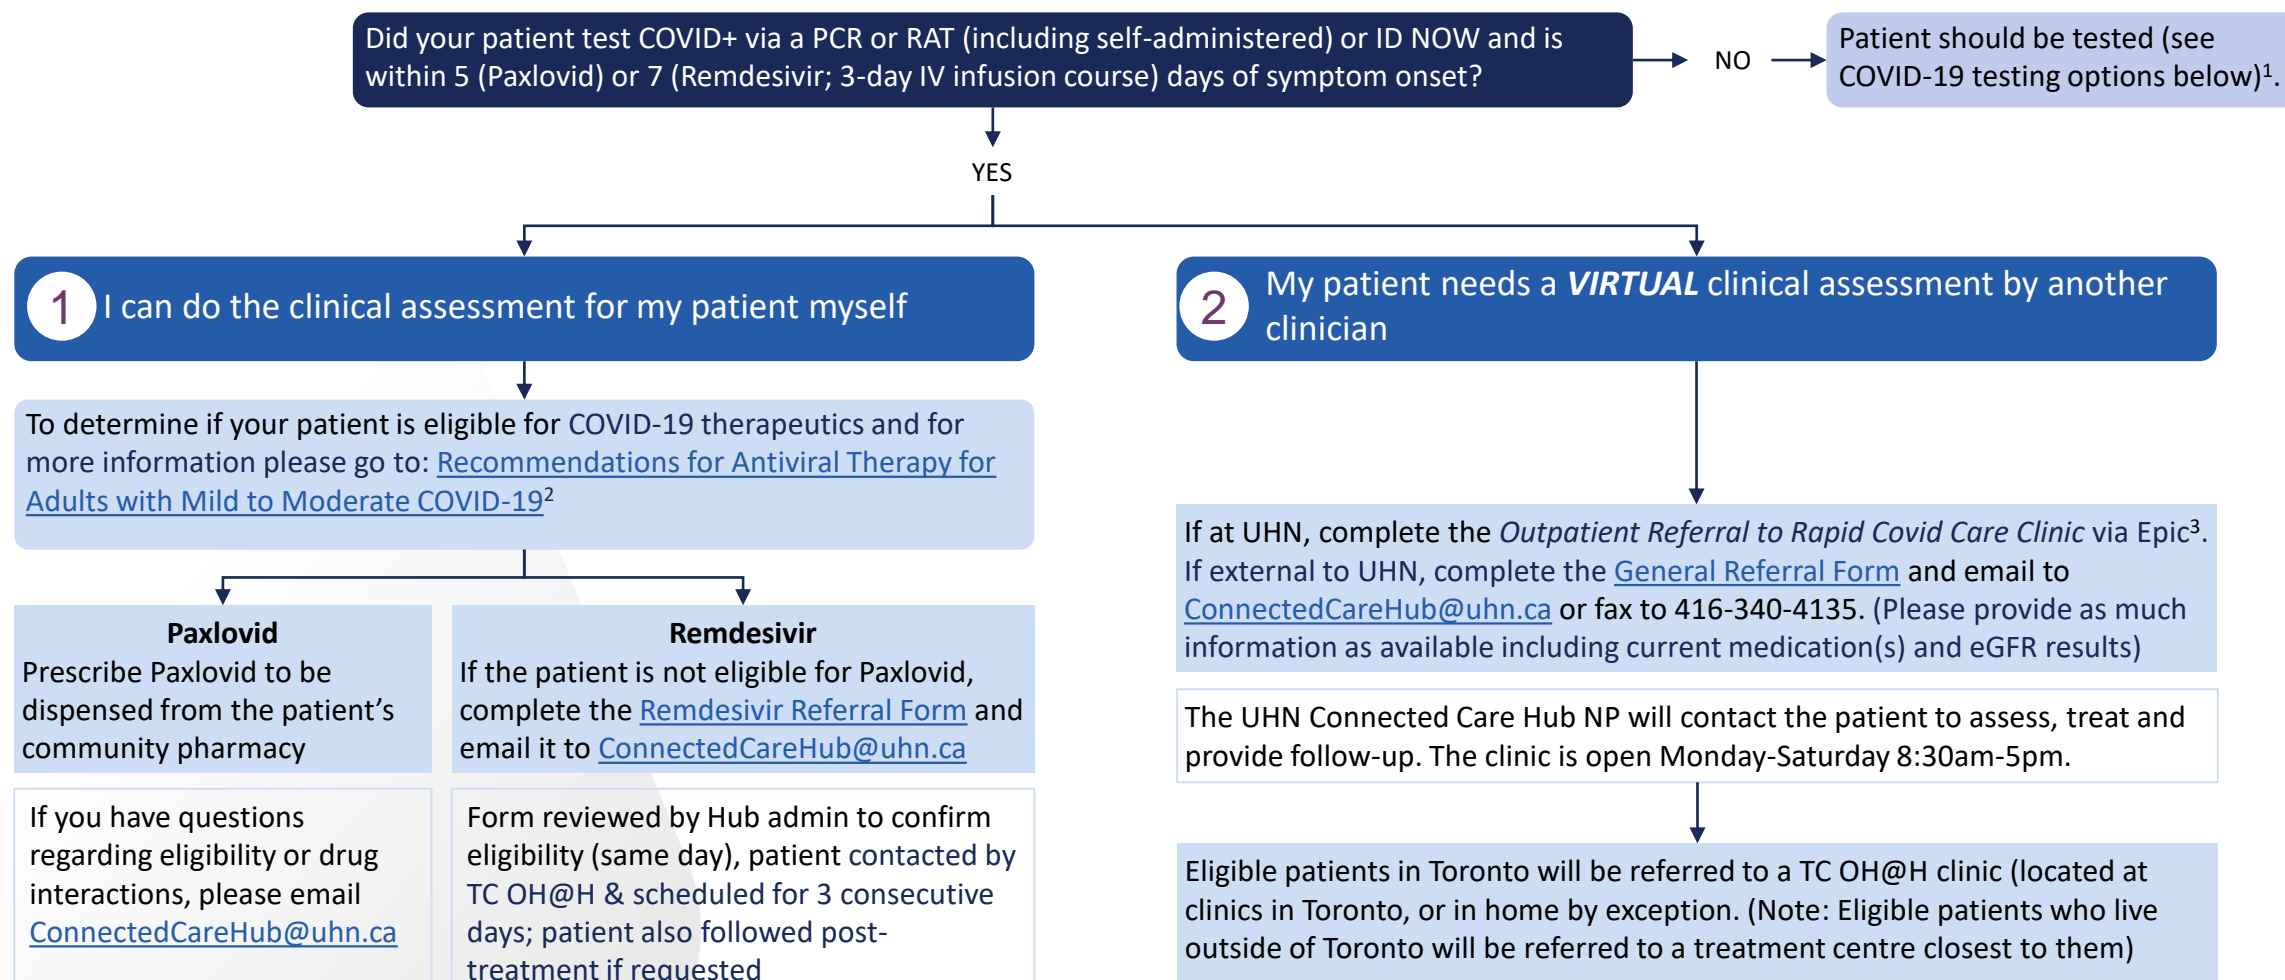 Did your patient test COVID+ via a PCR or RAT (including self-administered) or ID NOW and is
within 5 (Paxlovid) or 7 (Remdesivir; 3-day IV infusion course) days of symptom onset?
NO
Patient should be tested (see
COVID-19 testing options below)¹.
YES
1
I can do the clinical assessment for my patient myself
To determine if your patient is eligible for COVID-19 therapeutics and for
more information please go to: Recommendations for Antiviral Therapy for
Adults with Mild to Moderate COVID-19²
Paxlovid
Prescribe Paxlovid to be
dispensed from the patient’s
community pharmacy
If you have questions
regarding eligibility or drug
interactions, please email
ConnectedCareHub@uhn.ca
Remdesivir
If the patient is not eligible for Paxlovid,
complete the Remdesivir Referral Form and
email it to ConnectedCareHub@uhn.ca
Form reviewed by Hub admin to confirm
eligibility (same day), patient contacted by
TC OH@H & scheduled for 3 consecutive
days; patient also followed post-
treatment if requested
2
My patient needs a VIRTUAL clinical assessment by another
clinician
If at UHN, complete the Outpatient Referral to Rapid Covid Care Clinic via Epic³.
If external to UHN, complete the General Referral Form and email to
ConnectedCareHub@uhn.ca or fax to 416-340-4135. (Please provide as much
information as available including current medication(s) and eGFR results)
The UHN Connected Care Hub NP will contact the patient to assess, treat and
provide follow-up. The clinic is open Monday-Saturday 8:30am-5pm.
Eligible patients in Toronto will be referred to a TC OH@H clinic (located at
clinics in Toronto, or in home by exception. (Note: Eligible patients who live
outside of Toronto will be referred to a treatment centre closest to them)